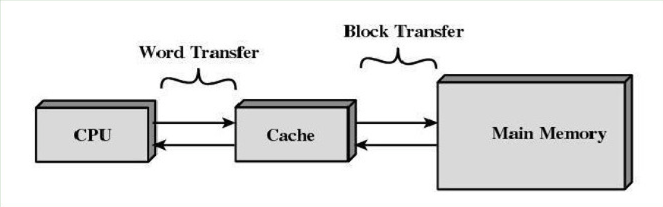 Block Transfer
Word Transfer
CPU
Cache
Main Memory